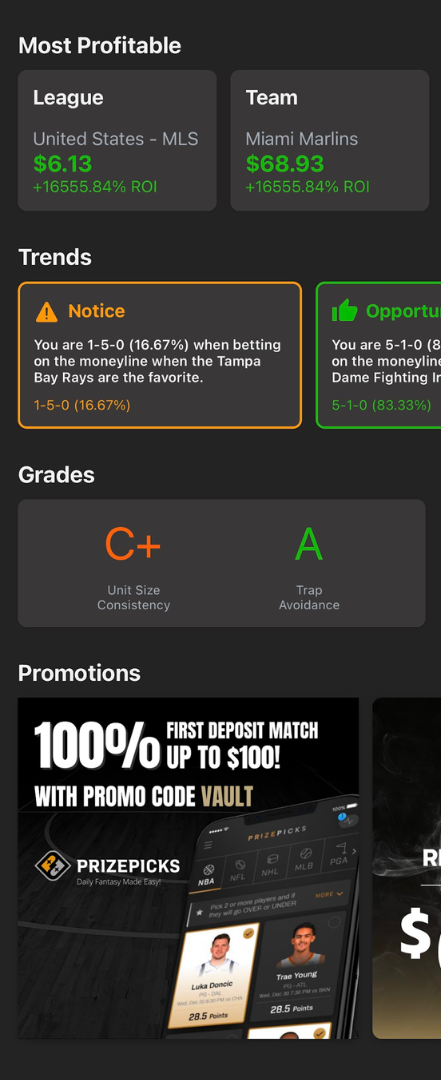 Most Profitable
League
United States - MLS
$6.13
+16555.84% ROI
Team
Miami Marlins
$68.93
+16555.84% ROI
Trends
Notice
You are 1-5-0 (16.67%) when betting
on the moneyline when the Tampa
Bay Rays are the favorite.
1-5-0 (16.67%)
Opportu
You are 5-1-0 (8
on the moneyline
Dame Fighting Ir
5-1-0 (83.33%)
Grades
C+
Unit Size
Consistency
A
Trap
Avoidance
Promotions
100% FIRST DEPOSIT MATCH
UP TO $100!
WITH PROMO CODE VAULT
PRIZEPICKS
Daily Fantasy Made Easy!
100%
PRIZEPICKS
NBA
NFL
NHL
MLB
PGA
Pick 2 or more players and if
they will go OVER or UNDER
MORE
Luka Doncic
PG - DAL
28.5 Points
Trae Young
PG - ATL
28.5 Points
$